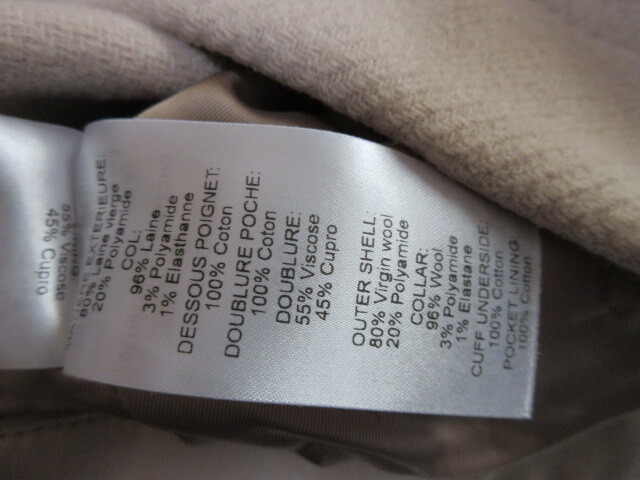 EXTERIEURE:
80% Laine vierge
20% Polyamide
COL:
96% Laine
3% Polyamide
1% Elasthanne
DESSOUS POIGNET:
100% Coton
DOUBLURE POCHE:
100% Coton
DOUBLURE:
55% Viscose
45% Cupro
OUTER SHELL:
80% Virgin wool
20% Polyamide
COLLAR:
96% Wool
3% Polyamide
1% Elastane
CUFF UNDERSIDE:
100% Cotton
POCKET LINING:
100% Cotton
55% Viscose
45% Cupro